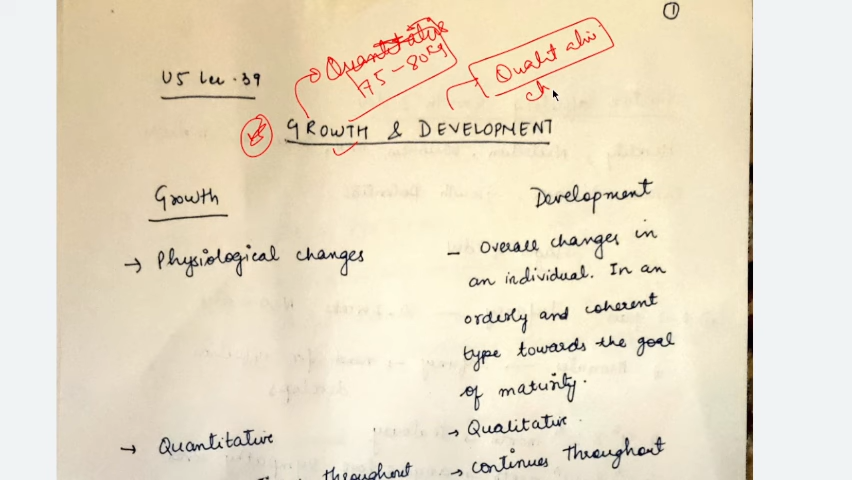 ①
Quantitative
75-80kg
Qualitative
ch
U5 Lec. 39
GROWTH & DEVELOPMENT
Growth
Development
→ Physiological changes
- Overall changes in
an individual. In an
orderly and coherent
type towards the goal
of maturity.
→ Quantitative
→ Qualitative.
throughout
→ continues throughout